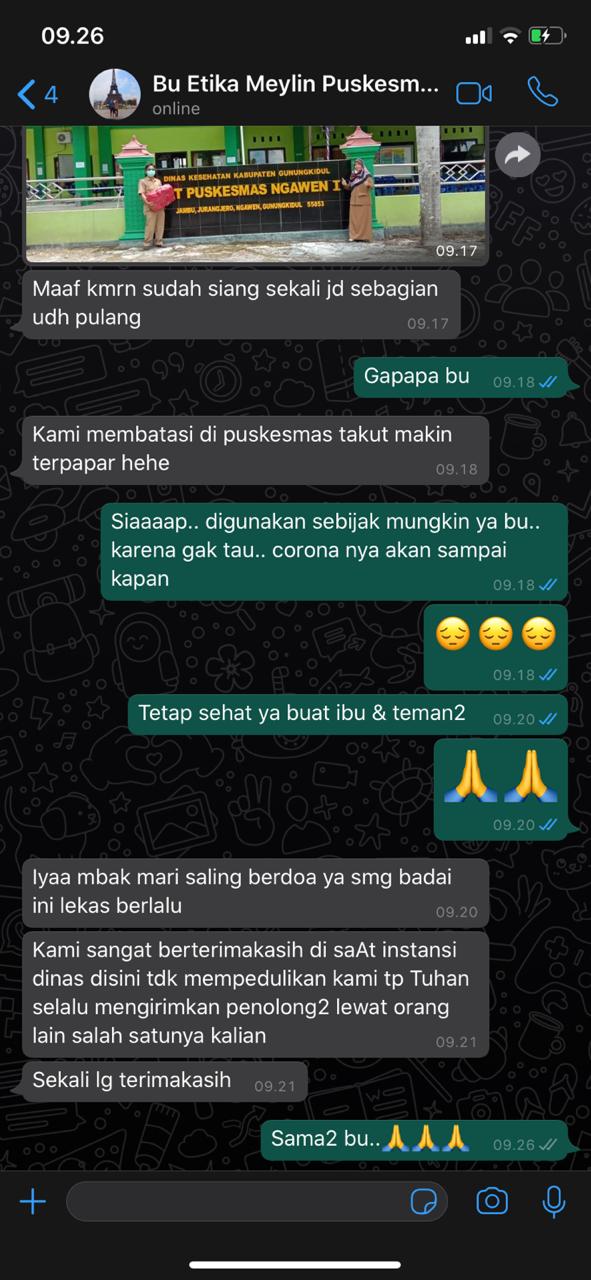 09.26
4
Bu Etika Meylin Puskesm...
online
DINAS KESEHATAN KABUPATEN GUNUNGKIDUL
T PUSKESMAS NGAWEN I
JAMBU, JURANGJERO, NGAWEN, GUNUNGKIDUL 55853
09.17
Maaf kmrn sudah siang sekali jd sebagian
udh pulang
09.17
Gapapa bu
09.18
Kami membatasi di puskesmas takut makin
terpapar hehe
09.18
Siaaaap.. digunakan sebijak mungkin ya bu..
karena gak tau.. corona nya akan sampai
kapan
09.18
😔😔😔
09.18
Tetap sehat ya buat ibu & teman2
09.20
🙏🙏
09.20
Iyaa mbak mari saling berdoa ya smg badai
ini lekas berlalu
09.20
Kami sangat berterimakasih di saAt instansi
dinas disini tdk mempedulikan kami tp Tuhan
selalu mengirimkan penolong2 lewat orang
lain salah satunya kalian
09.21
Sekali lg terimakasih
09.21
Sama2 bu..🙏🙏🙏
09.26